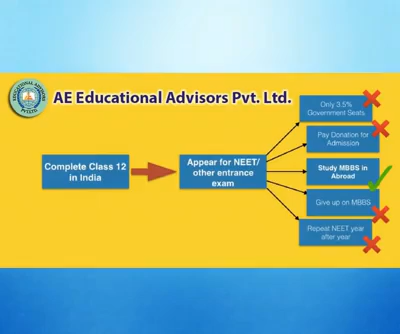 EDUCATIONAL ADVISORS
AE Educational Advisors Pvt. Ltd.
Complete Class 12
in India
Appear for NEET/
other entrance
exam
Only 3.5%
Government Seats
Pay Donation for
Admission
Study MBBS in
Abroad
Give up on MBBS
Repeat NEET year
after year